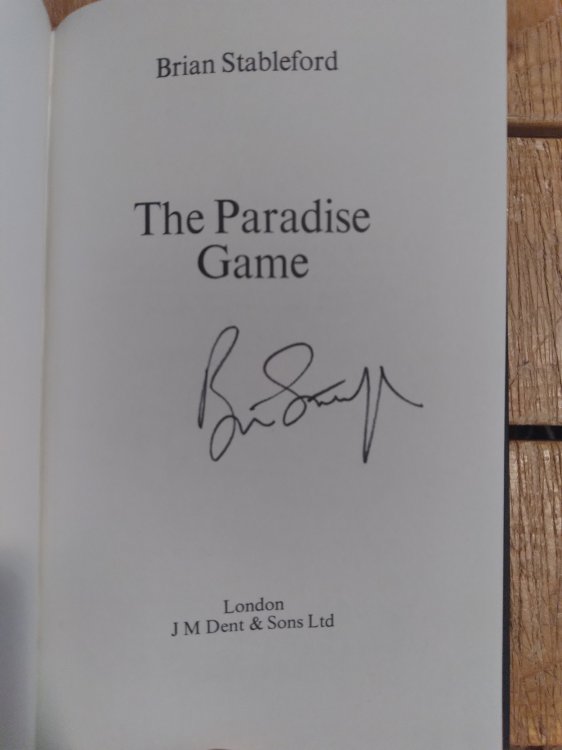 Brian Stableford
The Paradise
Game
London
J M Dent & Sons Ltd